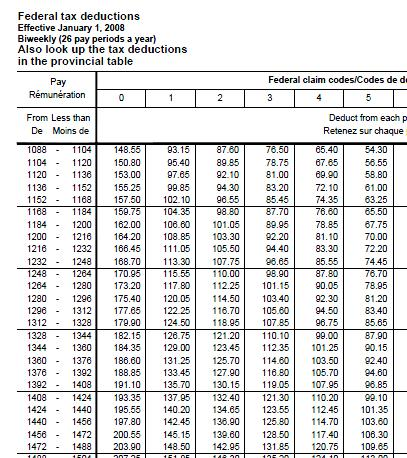 Federal tax deductions
Effective January 1, 2008
Biweekly (26 pay periods a year)
Also look up the tax deductions
in the provincial table
Pay Federal claim codes/Codes de de
Rémunération 0 1 2 3 4 5
From Less than Deduct from each p
De Moins de Retenez sur chaque
1088 - 1104 148.55 93.15 87.60 76.50 65.40 54.30
1104 - 1120 150.80 95.40 89.85 78.75 67.65 56.55
1120 - 1136 153.00 97.65 92.10 81.00 69.90 58.80
1136 - 1152 155.25 99.85 94.30 83.20 72.10 61.00
1152 - 1168 157.50 102.10 96.55 85.45 74.35 63.25
1168 - 1184 159.75 104.35 98.80 87.70 76.60 65.50
1184 - 1200 162.00 106.60 101.05 89.95 78.85 67.75
1200 - 1216 164.20 108.85 103.30 92.20 81.10 70.00
1216 - 1232 166.45 111.05 105.50 94.40 83.30 72.20
1232 - 1248 168.70 113.30 107.75 96.65 85.55 74.45
1248 - 1264 170.95 115.55 110.00 98.90 87.80 76.70
1264 - 1280 173.20 117.80 112.25 101.15 90.05 78.95
1280 - 1296 175.40 120.05 114.50 103.40 92.30 81.20
1296 - 1312 177.65 122.25 116.70 105.60 94.50 83.40
1312 - 1328 179.90 124.50 118.95 107.85 96.75 85.65
1328 - 1344 182.15 126.75 121.20 110.10 99.00 87.90
1344 - 1360 184.35 129.00 123.45 112.35 101.25 90.15
1360 - 1376 186.60 131.25 125.70 114.60 103.50 92.40
1376 - 1392 188.85 133.45 127.90 116.80 105.70 94.60
1392 - 1408 191.10 135.70 130.15 119.05 107.95 96.85
1408 - 1424 193.35 137.95 132.40 121.30 110.20 99.10
1424 - 1440 195.55 140.20 134.65 123.55 112.45 101.35
1440 - 1456 197.80 142.45 136.90 125.80 114.70 103.60
1456 - 1472 200.55 145.15 139.60 128.50 117.40 106.30
1472 - 1488 203.90 148.50 142.95 131.85 120.75 109.65